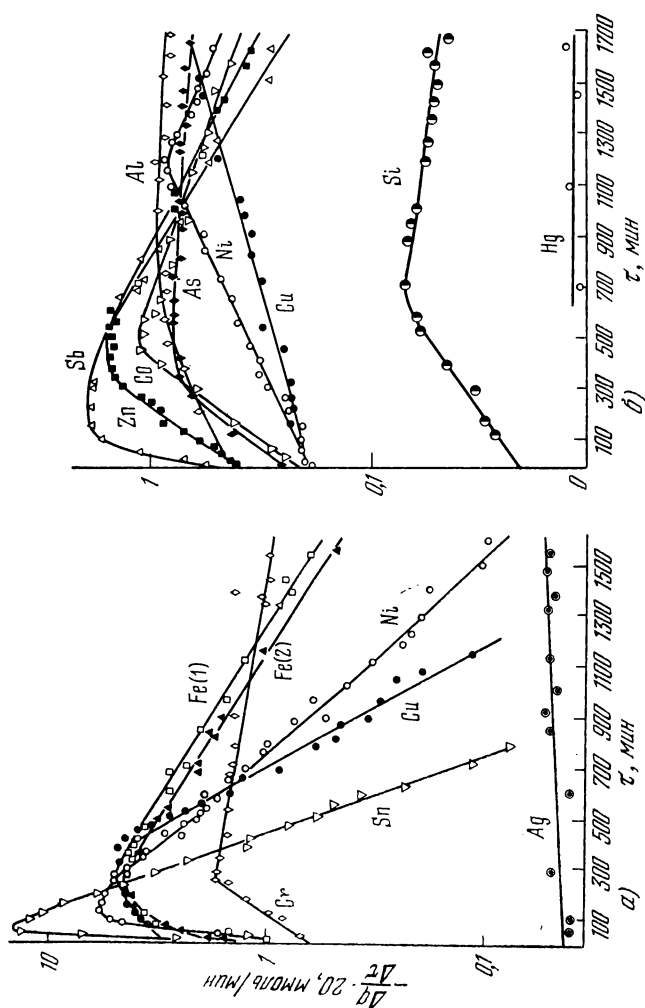 -Δq/Δτ · 20, ммоль/мин
10
1
0,1
Fe(1)
Fe(2)
Ni
Cu
Sn
Cr
Ag
100 300 500 700 900 1100 1300 1500
τ, мин
а)
1
0,1
0
Sb
Zn
Co
As
Al
Ni
Cu
Si
Hg
100 300 500 700 900 1100 1300 1500 1700
τ, мин
б)